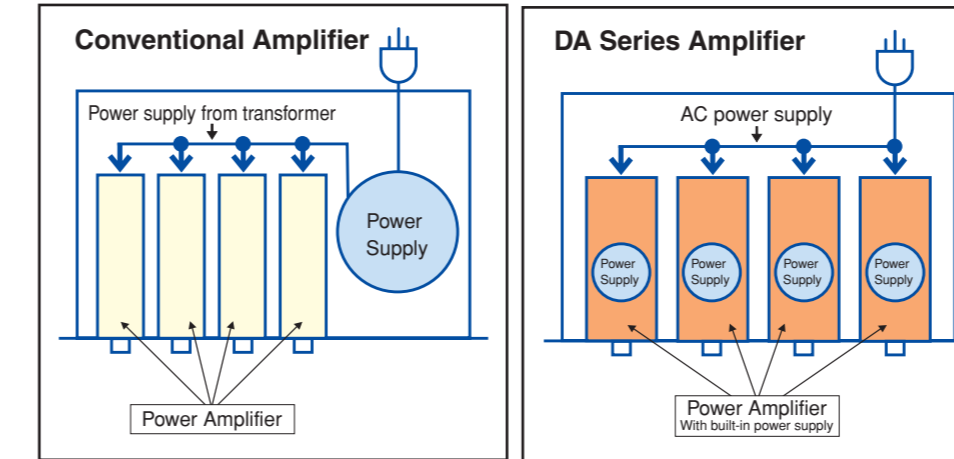 Conventional Amplifier
Power supply from transformer
Power
Supply
Power Amplifier
DA Series Amplifier
AC power supply
Power
Supply
Power
Supply
Power
Supply
Power
Supply
Power Amplifier
With built-in power supply